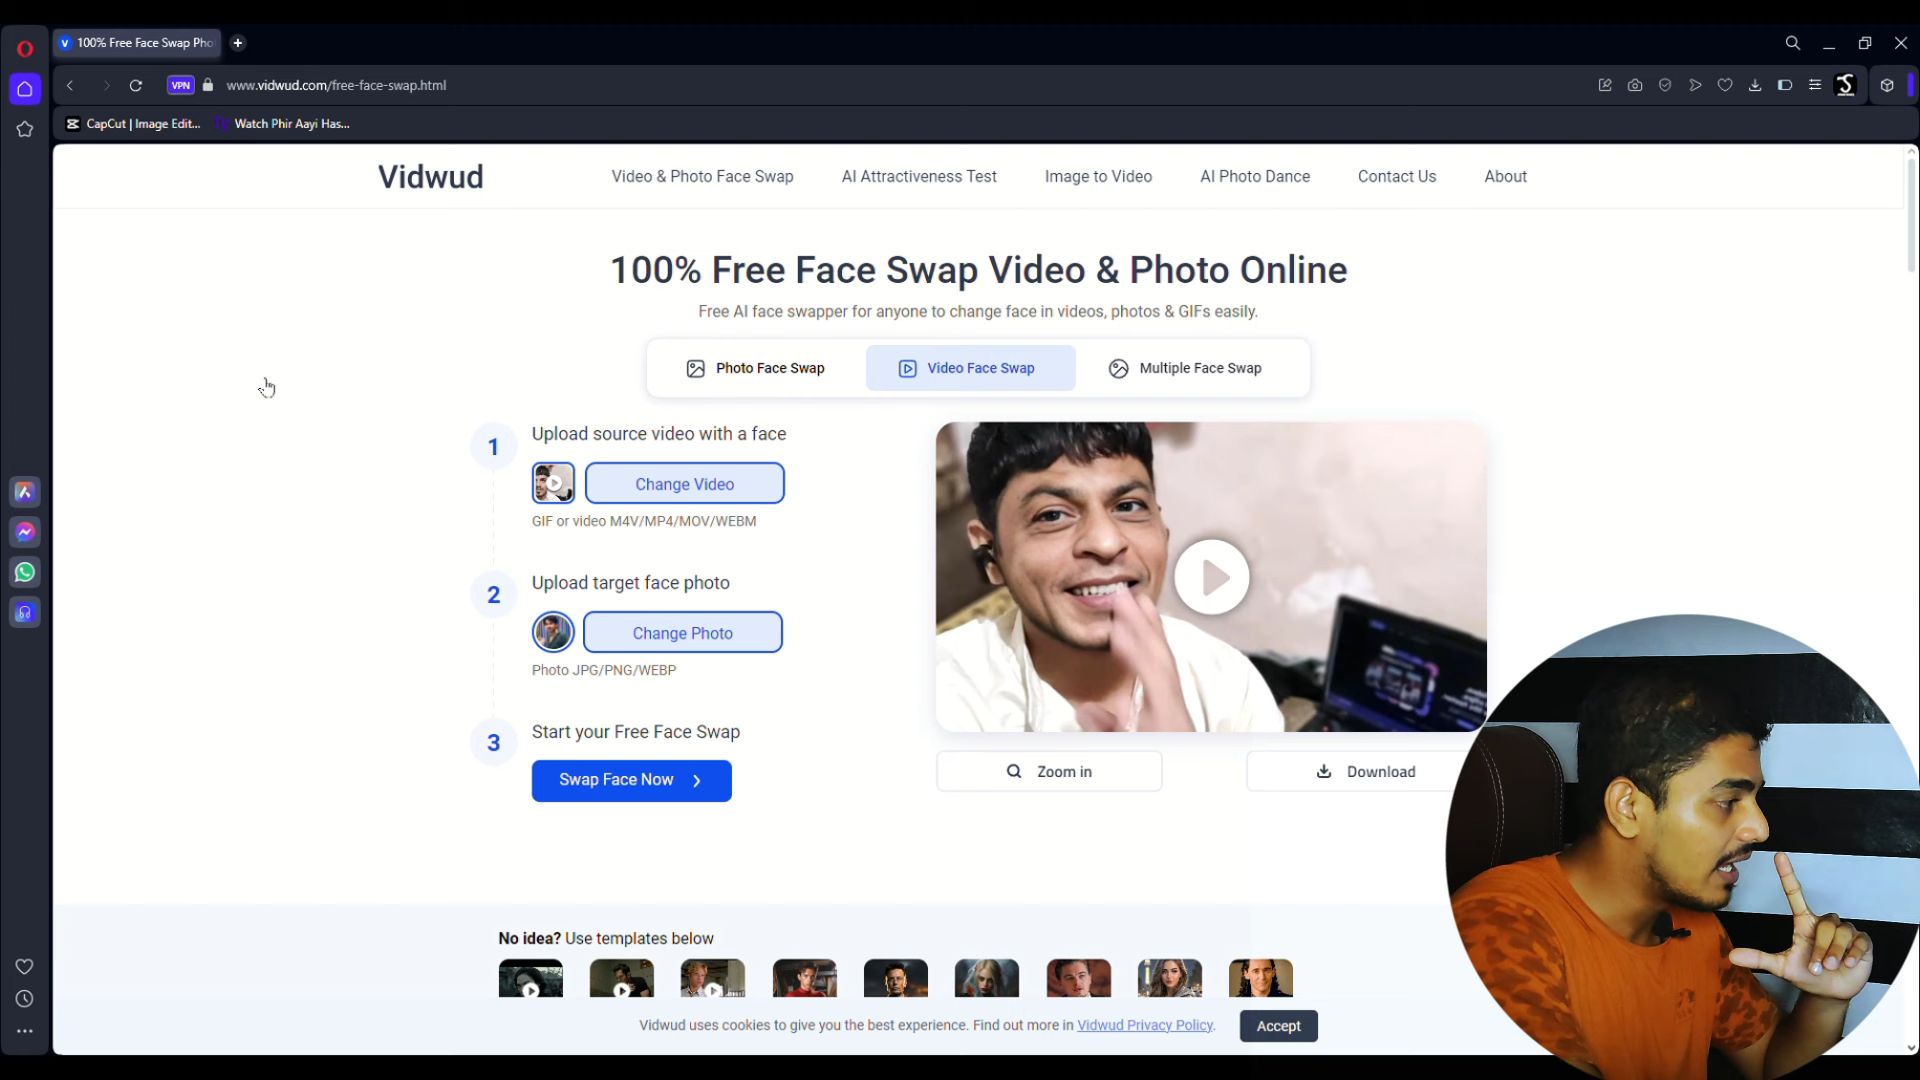 100% Free Face Swap Pho
VPN
www.vidwud.com/free-face-swap.html
CapCut | Image Edit...
Watch Phir Aayi Has...
Vidwud
Video & Photo Face Swap
AI Attractiveness Test
Image to Video
AI Photo Dance
Contact Us
About
100% Free Face Swap Video & Photo Online
Free AI face swapper for anyone to change face in videos, photos & GIFs easily.
Photo Face Swap
Video Face Swap
Multiple Face Swap
1
Upload source video with a face
Change Video
GIF or video M4V/MP4/MOV/WEBM
2
Upload target face photo
Change Photo
Photo JPG/PNG/WEBP
3
Start your Free Face Swap
Swap Face Now
Zoom in
Download
No idea? Use templates below
Vidwud uses cookies to give you the best experience. Find out more in Vidwud Privacy Policy.
Accept